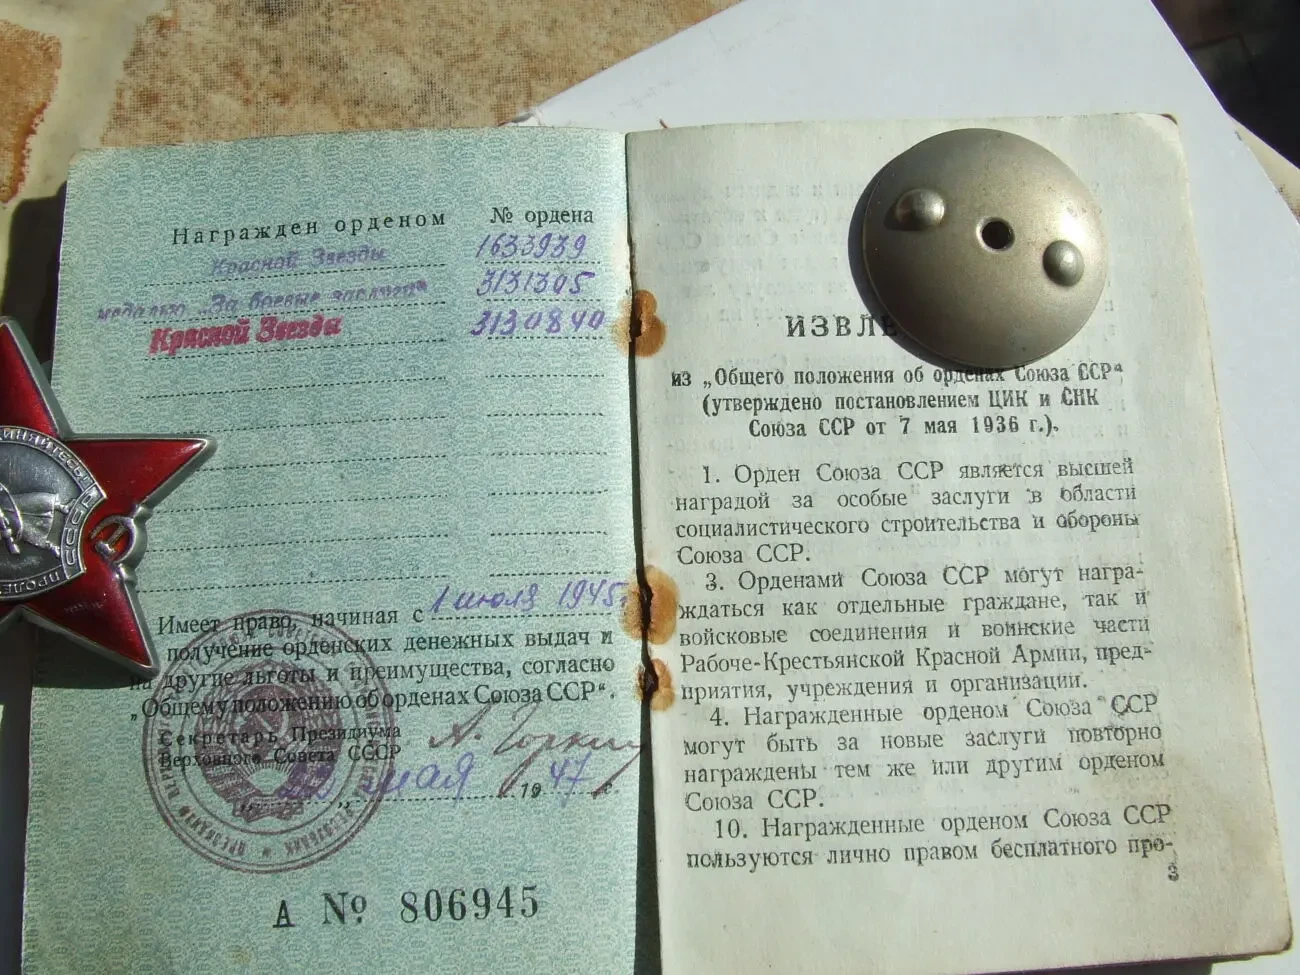 Награжден орденом № ордена
Красной Звезды 1633939
медалью „За боевые заслуги“ 3131305
Красной Звезды 3130840
Имеет право, начиная с 1 июля 1945 г.
получение орденских денежных выдач и
на другие льготы и преимущества, согласно
„Общему положению об орденах Союза ССР“.
Секретарь Президиума
Верховного Совета СССР А. Горкин
мая 1947 г.
А № 806945
ИЗВЛЕ
из „Общего положения об орденах Союза ССР“
(утверждено постановлением ЦИК и СНК
Союза ССР от 7 мая 1936 г.).
1. Орден Союза ССР является высшей
наградой за особые заслуги в области
социалистического строительства и обороны
Союза ССР.
3. Орденами Союза ССР могут награ-
ждаться как отдельные граждане, так и
войсковые соединения и воинские части
Рабоче-Крестьянской Красной Армии, пред-
приятия, учреждения и организации.
4. Награжденные орденом Союза ССР
могут быть за новые заслуги повторно
награждены тем же или другим орденом
Союза ССР.
10. Награжденные орденом Союза ССР
пользуются лично правом бесплатного про-
3